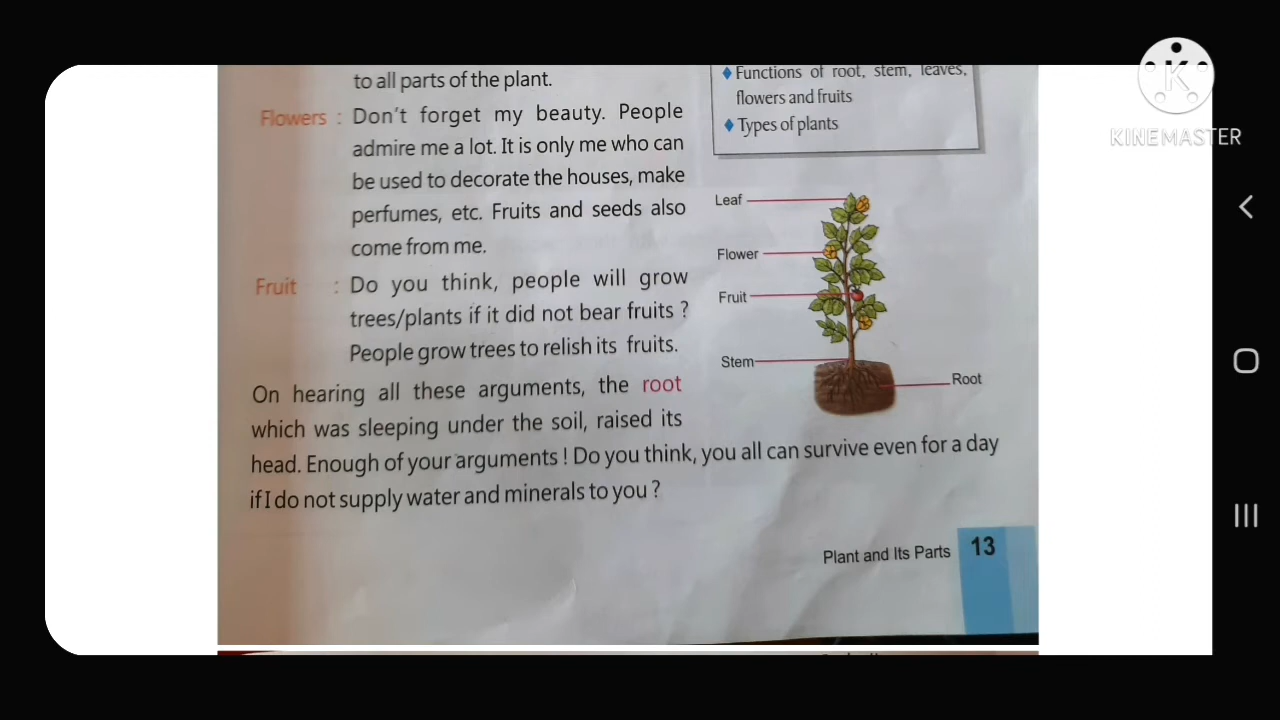 to all parts of the plant.
Flowers : Don't forget my beauty. People
admire me a lot. It is only me who can
be used to decorate the houses, make
perfumes, etc. Fruits and seeds also
come from me.
Fruit : Do you think, people will grow
trees/plants if it did not bear fruits ?
People grow trees to relish its fruits.
On hearing all these arguments, the root
which was sleeping under the soil, raised its
head. Enough of your arguments ! Do you think, you all can survive even for a day
if I do not supply water and minerals to you ?
♦ Functions of root, stem, leaves,
flowers and fruits
♦ Types of plants
Leaf
Flower
Fruit
Stem
Root
Plant and Its Parts 13
K
KINEMASTER